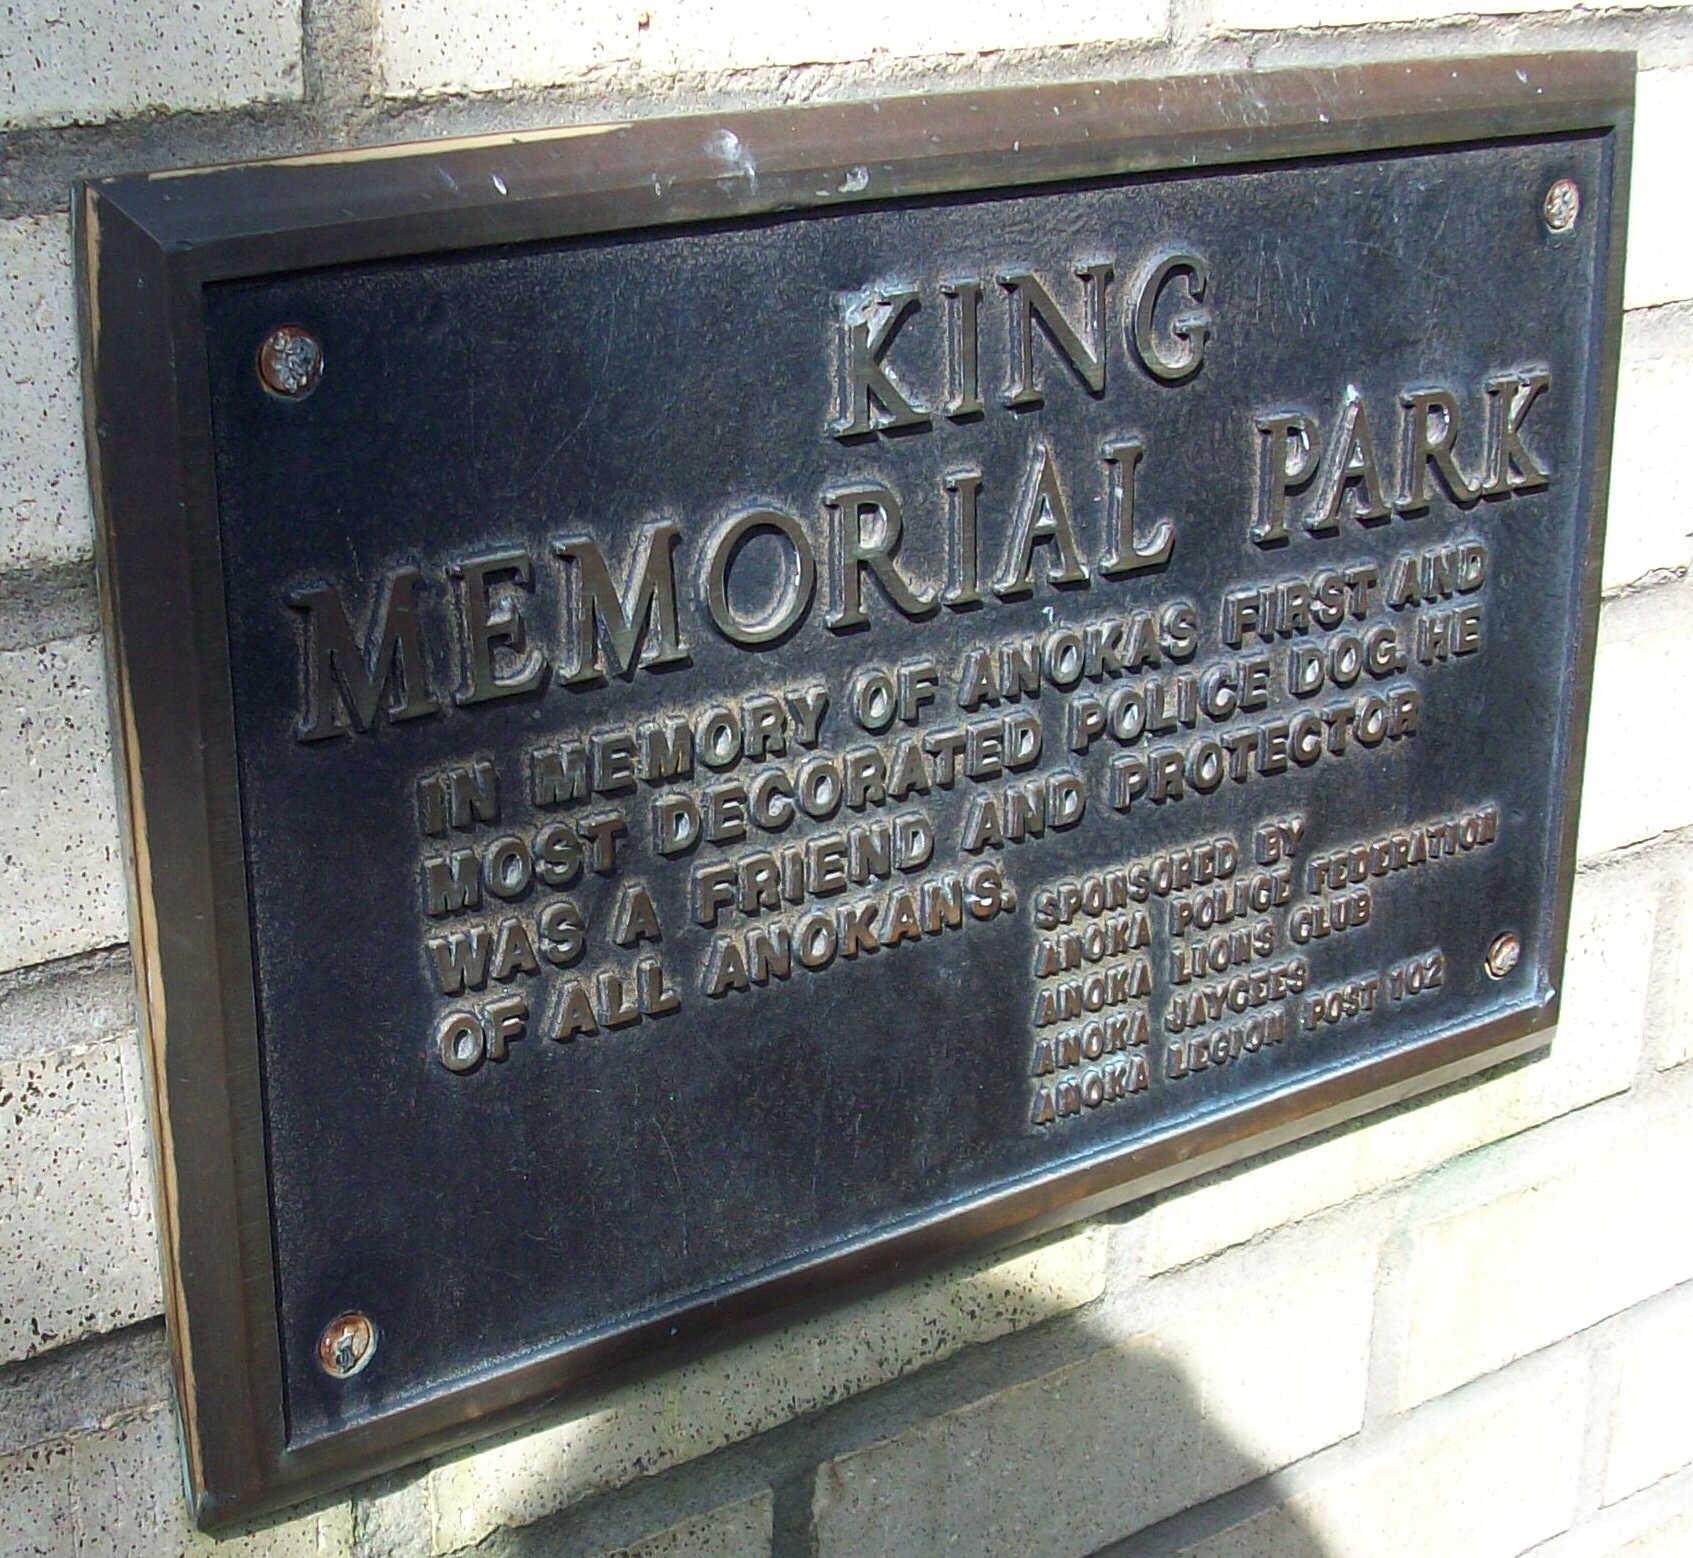 KING
MEMORIAL PARK
IN MEMORY OF ANOKAS FIRST AND
MOST DECORATED POLICE DOG. HE
WAS A FRIEND AND PROTECTOR
OF ALL ANOKANS.
SPONSORED BY
ANOKA POLICE FEDERATION
ANOKA LIONS CLUB
ANOKA JAYCEES
ANOKA LEGION POST 102